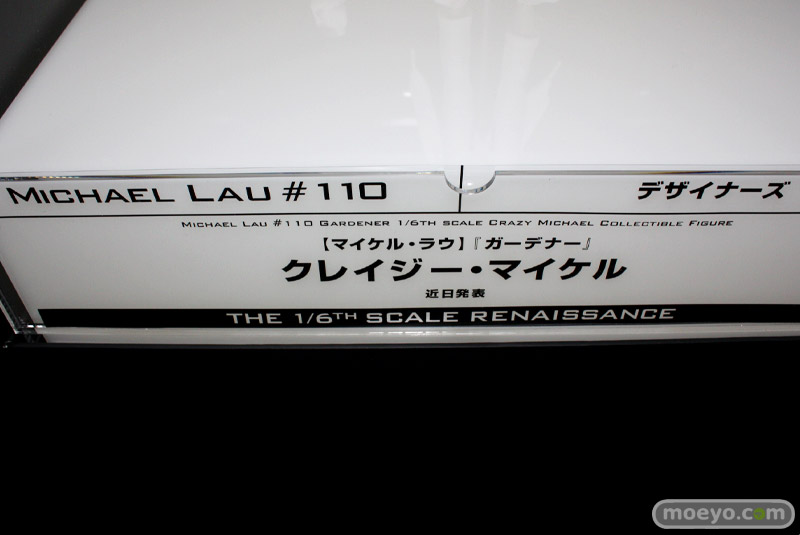 MICHAEL LAU #110
デザイナーズ
MICHAEL LAU #110 GARDENER 1/6TH SCALE CRAZY MICHAEL COLLECTIBLE FIGURE
【マイケル・ラウ】『ガーデナー』
クレイジー・マイケル
近日発表
THE 1/6TH SCALE RENAISSANCE
moeyo.com